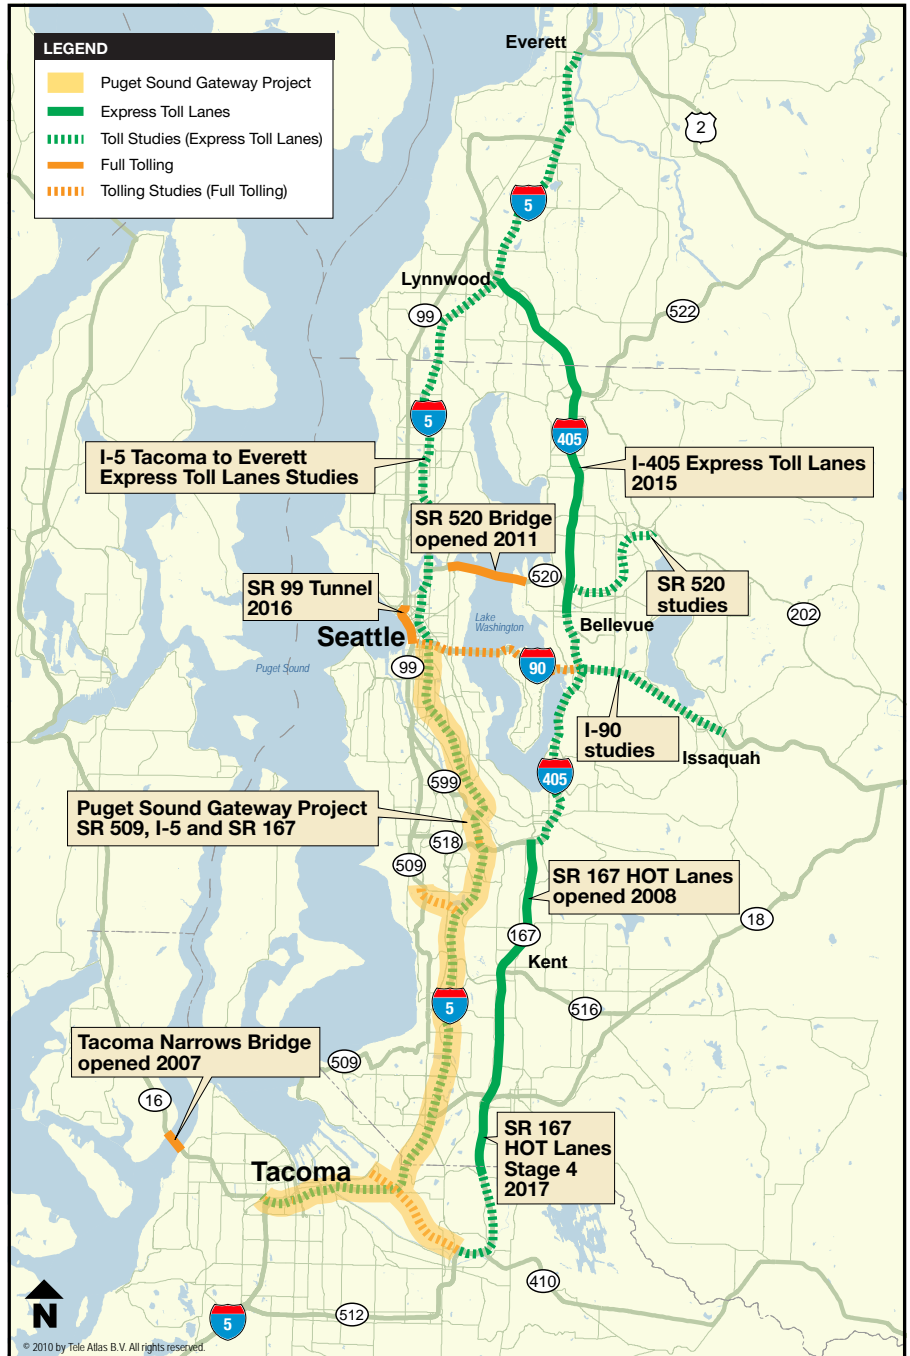 LEGEND
Puget Sound Gateway Project
Express Toll Lanes
Toll Studies (Express Toll Lanes)
Full Tolling
Tolling Studies (Full Tolling)
Everett
2
5
Lynnwood
99
522
5
405
I-5 Tacoma to Everett
Express Toll Lanes Studies
I-405 Express Toll Lanes
2015
SR 520 Bridge
opened 2011
520
SR 520
studies
SR 99 Tunnel
2016
202
Lake
Washington
Bellevue
Seattle
99
90
Puget Sound
I-90
studies
Issaquah
405
599
Puget Sound Gateway Project
SR 509, I-5 and SR 167
518
509
SR 167 HOT Lanes
opened 2008
18
167
Kent
5
516
Tacoma Narrows Bridge
opened 2007
509
16
SR 167
HOT Lanes
Stage 4
2017
Tacoma
410
N
5
512
© 2010 by Tele Atlas B.V. All rights reserved.